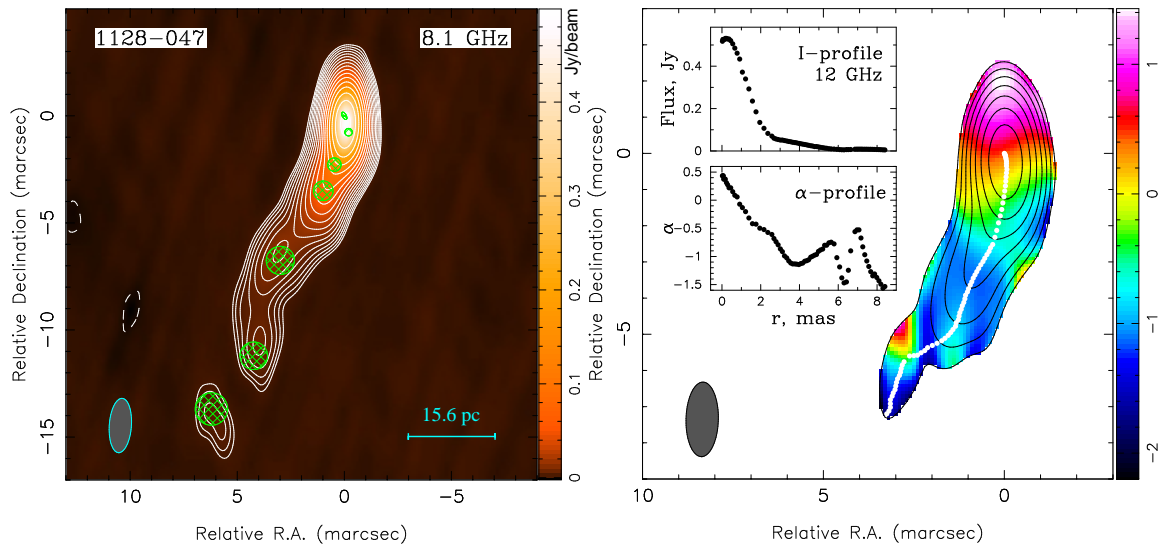 1128−047
8.1 GHz
Jy/beam
0.4
0.3
0.2
0.1
0
Relative Declination (marcsec)
0
−5
−10
−15
15.6 pc
10
5
0
−5
Relative R.A. (marcsec)
Relative Declination (marcsec)
0
−5
I−profile
12 GHz
Flux, Jy
0.4
0.2
0
α−profile
α
0.5
0
−0.5
−1
−1.5
0
2
4
6
8
r, mas
10
5
0
Relative R.A. (marcsec)
1
0
−1
−2